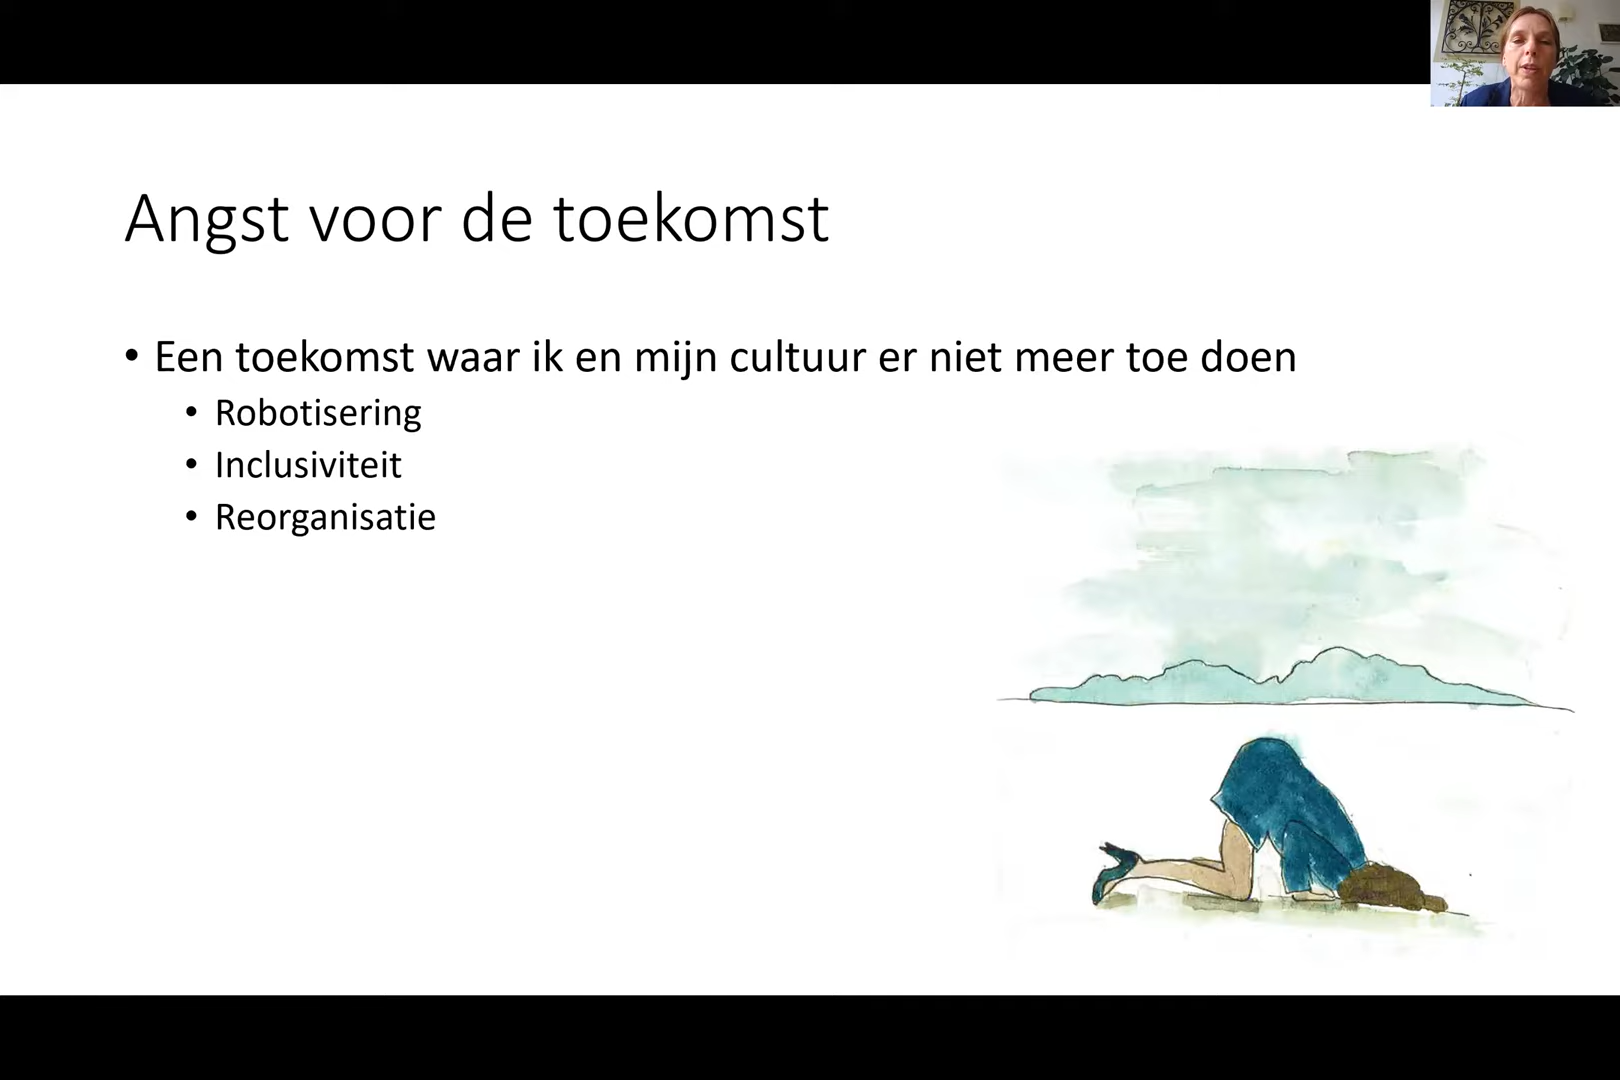 Angst voor de toekomst
• Een toekomst waar ik en mijn cultuur er niet meer toe doen
• Robotisering
• Inclusiviteit
• Reorganisatie